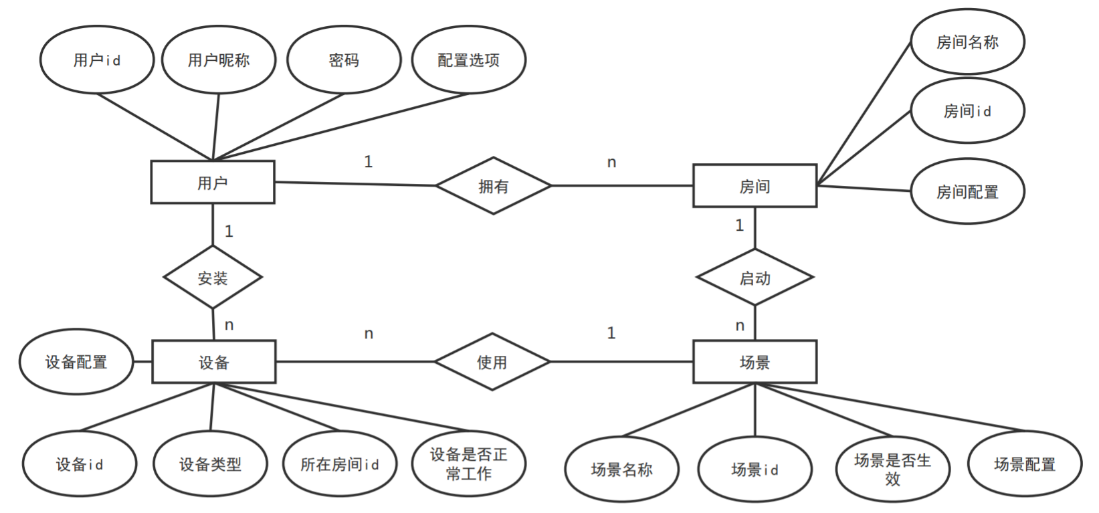 用户id
用户昵称
密码
配置选项
房间名称
房间id
房间配置
用户
1
拥有
n
房间
1
安装
n
1
启动
n
设备配置
设备
n
使用
1
场景
设备id
设备类型
所在房间id
设备是否正
常工作
场景名称
场景id
场景是否生
效
场景配置